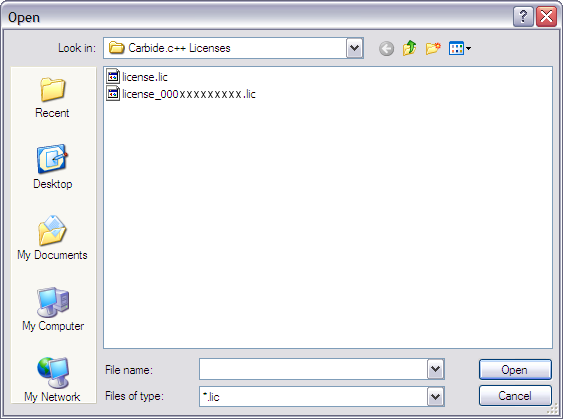 Open
Look in: Carbide.c++ Licenses
license.lic
license_000XXXXXXXXX.lic
Recent
Desktop
My Documents
My Computer
My Network
File name:
Open
Files of type: *.lic
Cancel